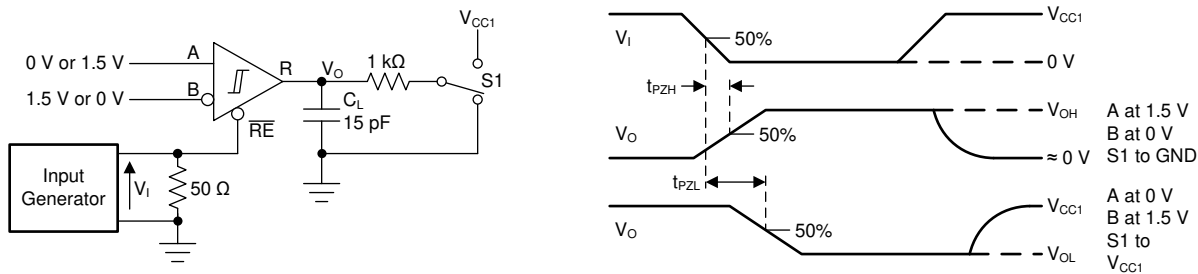 0 V or 1.5 V
A
1.5 V or 0 V
B
R
V_O
1 kΩ
S1
V_CC1
C_L
15 pF
RE
Input
Generator
V_I
50 Ω
V_I
50%
V_CC1
0 V
t_PZH
V_O
50%
V_OH
≈ 0 V
A at 1.5 V
B at 0 V
S1 to GND
t_PZL
V_O
50%
V_CC1
V_OL
A at 0 V
B at 1.5 V
S1 to
V_CC1